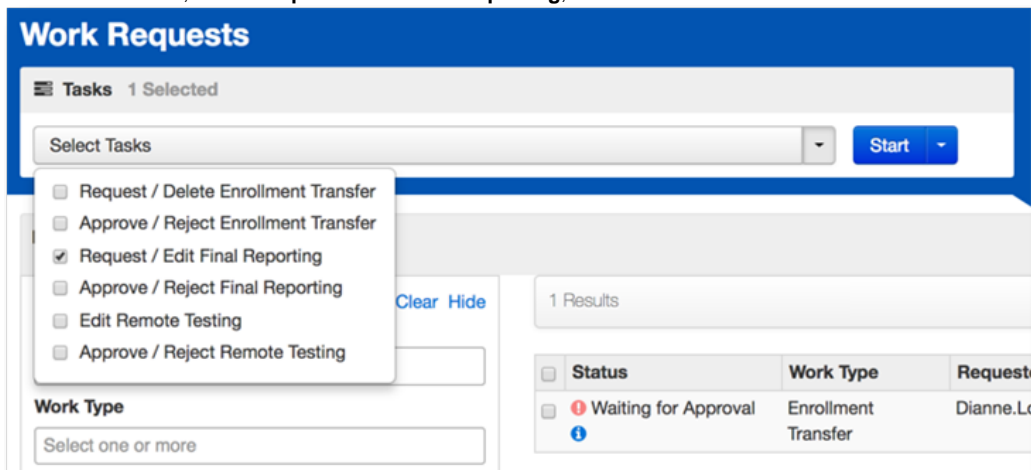 Work Requests
Tasks 1 Selected
Select Tasks
Start
Request / Delete Enrollment Transfer
Approve / Reject Enrollment Transfer
Request / Edit Final Reporting
Approve / Reject Final Reporting
Edit Remote Testing
Approve / Reject Remote Testing
Clear Hide
Work Type
Select one or more
1 Results
Status Work Type
Waiting for Approval Enrollment Transfer